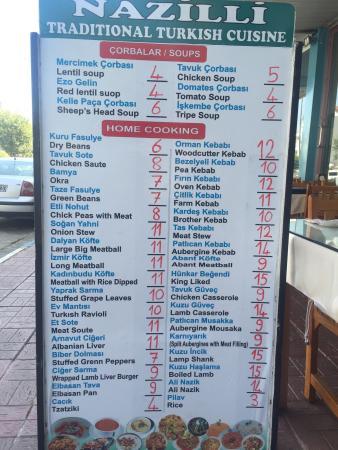 NAZİLLİ
TRADITIONAL TURKISH CUISINE
ÇORBALAR / SOUPS
Mercimek Çorbası
Lentil soup 4
Ezo Gelin
Red lentil soup 4
Kelle Paça Çorbası
Sheep's Head Soup 6
Tavuk Çorbası
Chicken Soup 5
Domates Çorbası
Tomato Soup 4
İşkembe Çorbası
Tripe Soup 6
HOME COOKING
Kuru Fasulye
Dry Beans 6
Tavuk Sote
Chicken Saute 8
Bamya
Okra 7
Taze Fasulye
Green Beans 7
Etli Nohut
Chick Peas with Meat 8
Soğan Yahni
Onion Stew 11
Dalyan Köfte
Large Big Meatball 11
İzmir Köfte
Long Meatball 11
Kadınbudu Köfte
Meatball with Rice Dipped 11
Yaprak Sarma
Stuffed Grape Leaves 10
Ev Mantısı
Turkish Ravioli 10
Et Sote
Meat Soute 11
Arnavut Ciğeri
Albanian Liver 11
Biber Dolması
Stuffed Grenn Peppers 7
Ciğer Sarma
Wrapped Lamb Liver Burger 9
Elbasan Tava
Elbasan Pan 9
Cacık
Tzatziki 4
Orman Kebabı
Woodcutter Kebab 12
Bezelyeli Kebabı
Pea Kebab 10
Fırın Kebabı
Oven Kebab 12
Çitlik Kebabı
Farm Kebab 11
Kardeş Kebabı
Brother Kebab 10
Tas Kebabı
Meat Stew 12
Patlıcan Kebabı
Aubergine Kebab 14
Abant Köfte
Abant Meatball 9
Hünkar Beğendi
King Liked 15
Tavuk Güveç
Chicken Casserole 9
Kuzu Güveç
Lamb Casserole 14
Patlıcan Musakka
Aubergine Mousaka 9
Karnıyarık
(Split Aubergines with Meat Filling) 9
Kuzu İncik
Lamp Shank 15
Kuzu Haşlama
Boiled Lamb 15
Ali Nazik
Ali Nazik 14
Pilav
Rice 3